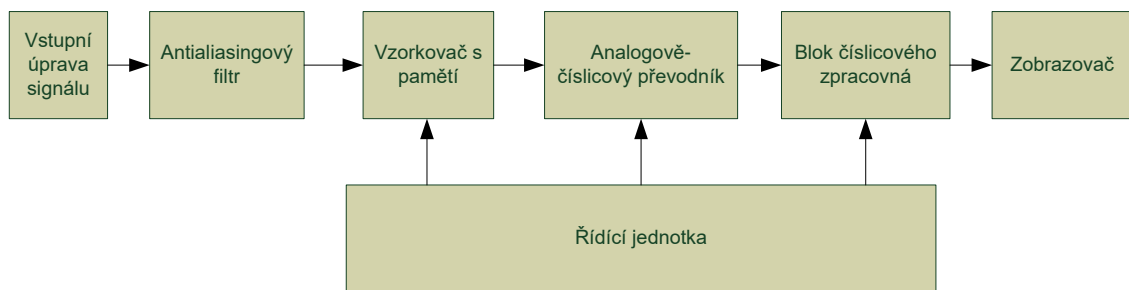 Vstupní
úprava
signálu
Antialiasingový
filtr
Vzorkovač s
pamětí
Analogově-
číslicový převodník
Blok číslicového
zpracovná
Zobrazovač
Řídící jednotka